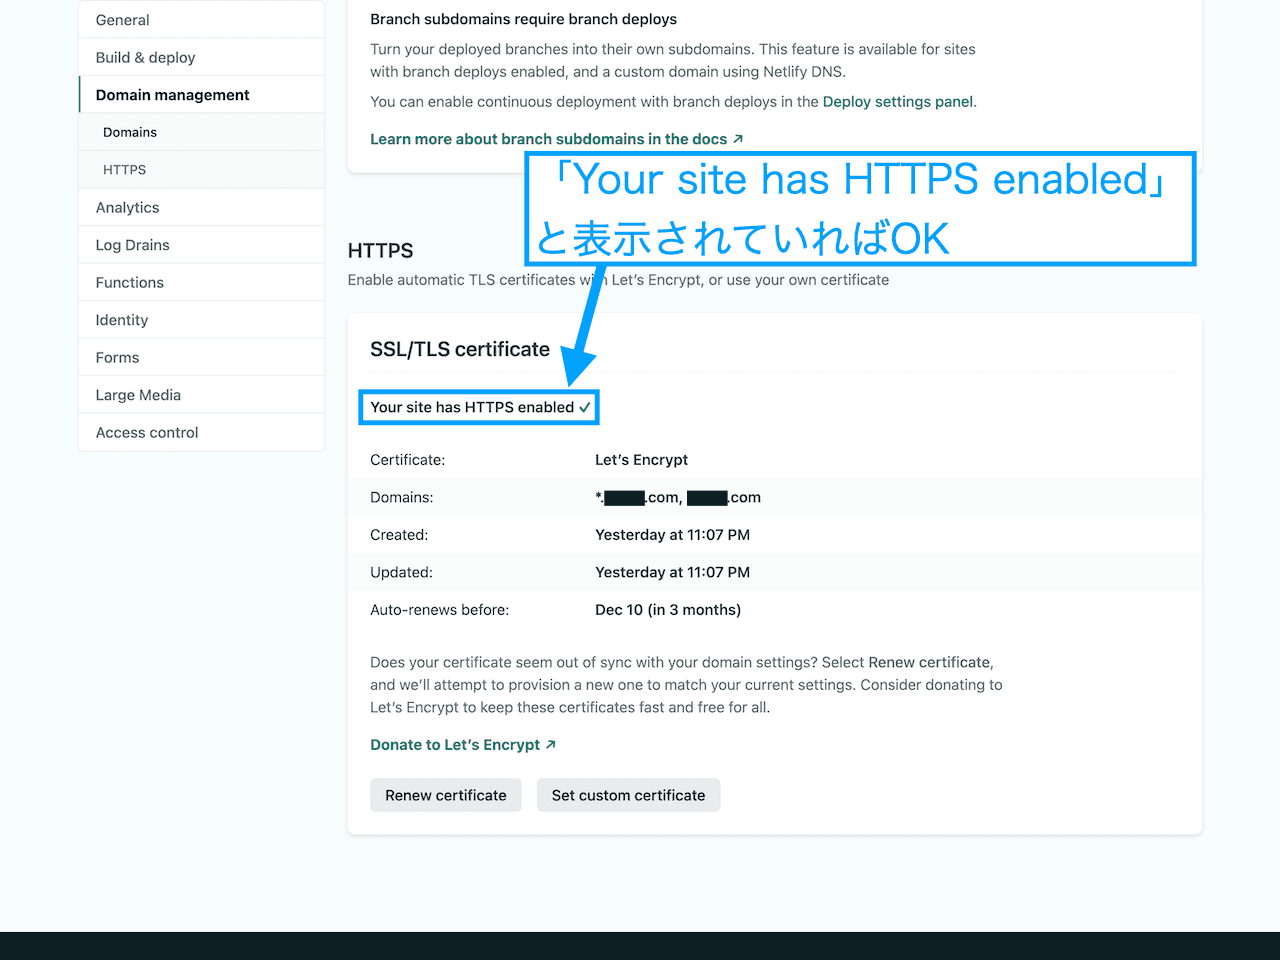 General
Build & deploy
Domain management
Domains
HTTPS
Analytics
Log Drains
Functions
Identity
Forms
Large Media
Access control
Branch subdomains require branch deploys
Turn your deployed branches into their own subdomains. This feature is available for sites
with branch deploys enabled, and a custom domain using Netlify DNS.
You can enable continuous deployment with branch deploys in the Deploy settings panel.
Learn more about branch subdomains in the docs ↗
「Your site has HTTPS enabled」
と表示されていればOK
HTTPS
Enable automatic TLS certificates with Let's Encrypt, or use your own certificate
SSL/TLS certificate
Your site has HTTPS enabled ✓
Certificate: Let's Encrypt
Domains: *. .com, .com
Created: Yesterday at 11:07 PM
Updated: Yesterday at 11:07 PM
Auto-renews before: Dec 10 (in 3 months)
Does your certificate seem out of sync with your domain settings? Select Renew certificate,
and we'll attempt to provision a new one to match your current settings. Consider donating to
Let's Encrypt to keep these certificates fast and free for all.
Donate to Let's Encrypt ↗
Renew certificate Set custom certificate